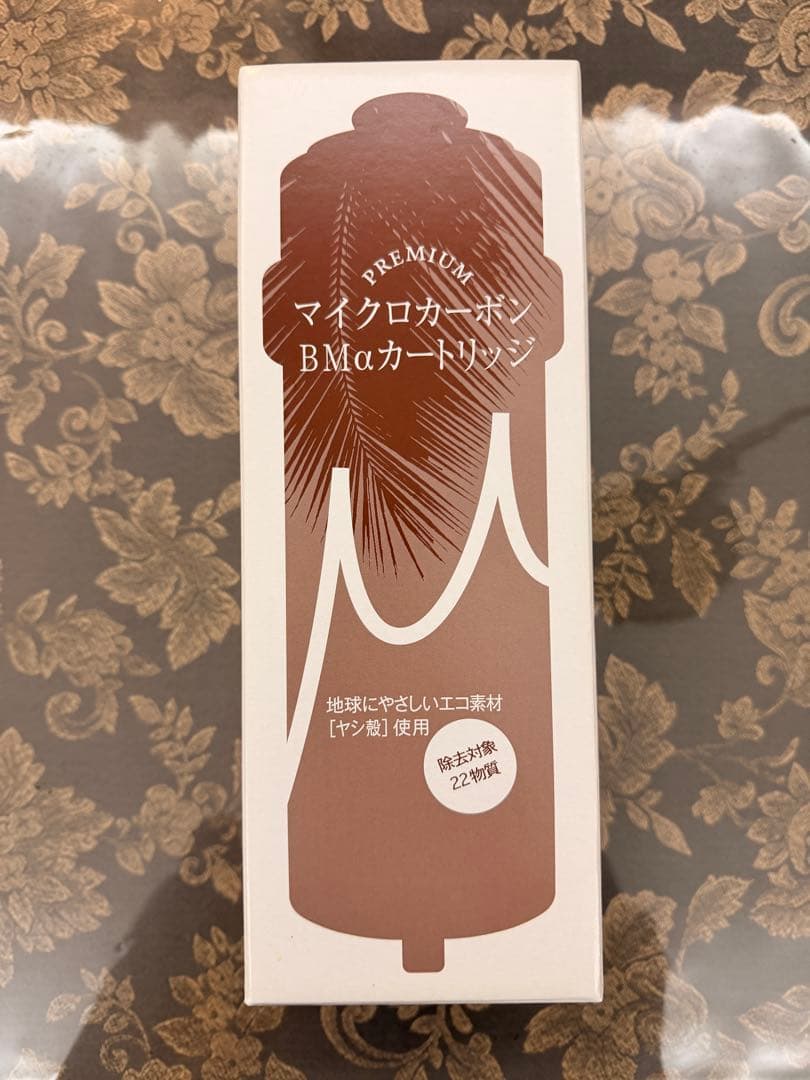 PREMIUM
マイクロカーボン
BMαカートリッジ
地球にやさしいエコ素材
[ヤシ殻]使用
除去対象
22物質